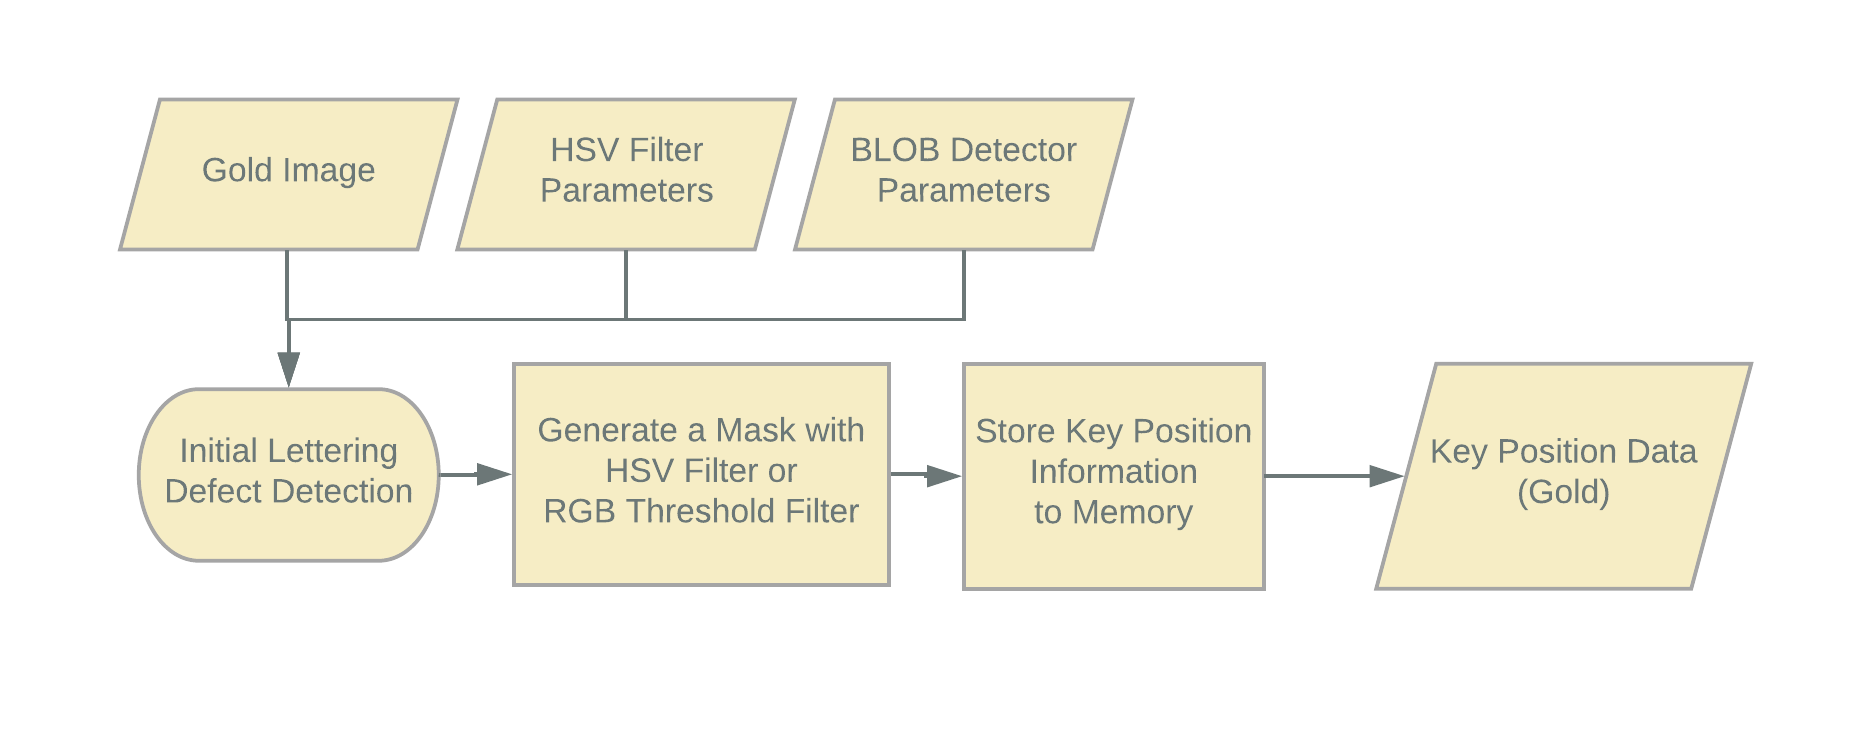 Gold Image
HSV Filter
Parameters
BLOB Detector
Parameters
Initial Lettering
Defect Detection
Generate a Mask with
HSV Filter or
RGB Threshold Filter
Store Key Position
Information
to Memory
Key Position Data
(Gold)